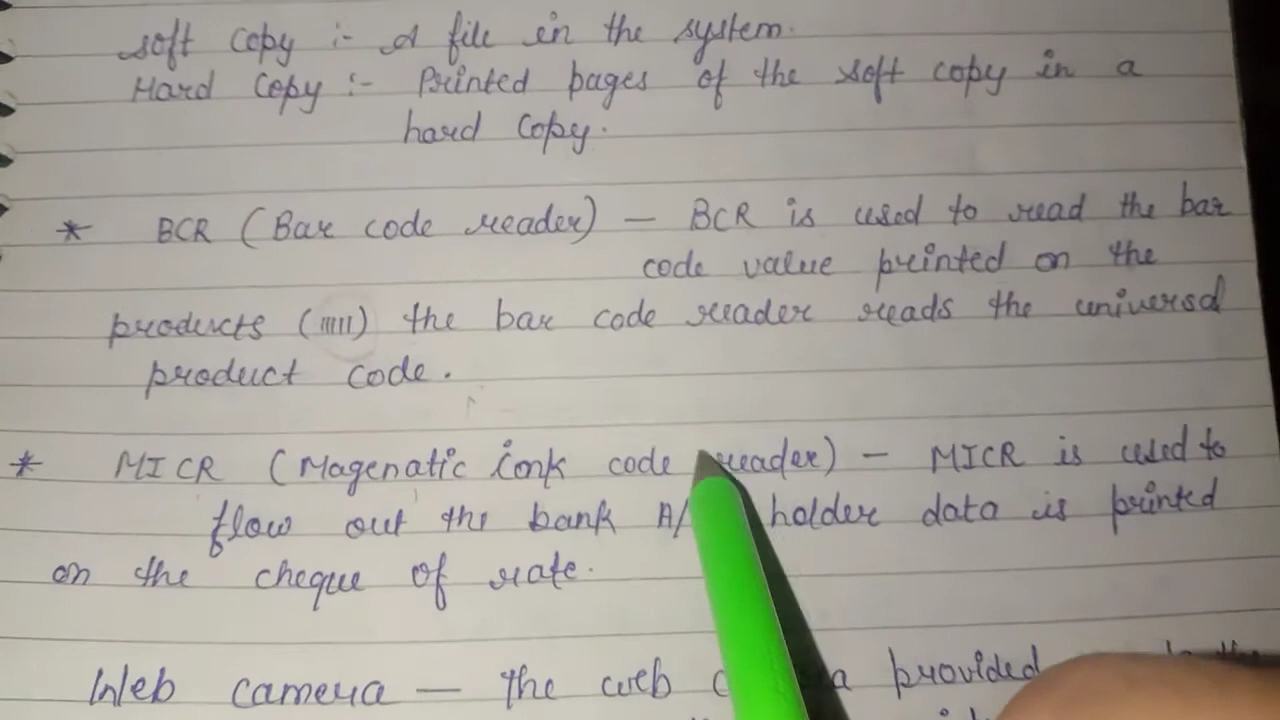 soft copy :- A file in the system.
Hard Copy :- Printed pages of the soft copy in a
hard copy.
* BCR (Bar code reader) — BCR is used to read the bar
code value printed on the
products (||||||) the bar code reader reads the universal
product code.
* MICR (Magenatic ink code reader) — MICR is used to
flow out the bank A/ holder data is printed
on the cheque of rate.
Web camera — the web provided